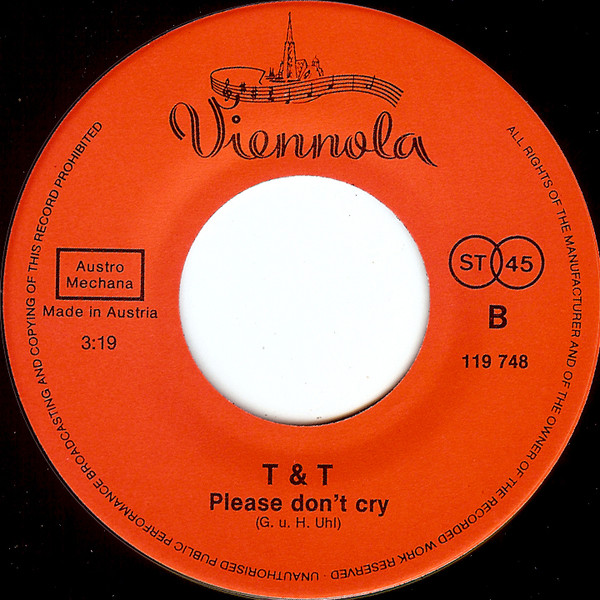 Viennola
ALL RIGHTS OF THE MANUFACTURER AND OF THE OWNER OF THE RECORDED WORK RESERVED - UNAUTHORISED PUBLIC PERFORMANCE BROADCASTING AND COPYING OF THIS RECORD PROHIBITED
Austro
Mechana
Made in Austria
3:19
ST 45
B
119 748
T & T
Please don't cry
(G. u. H. Uhl)